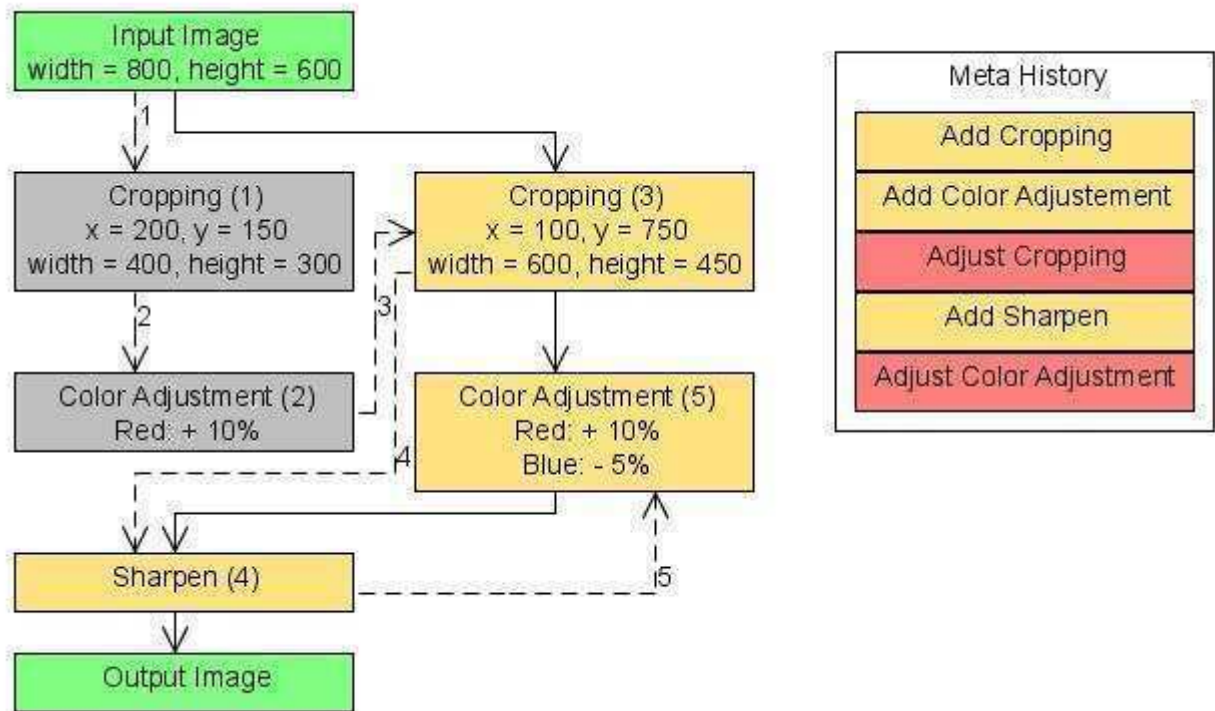 Input Image
width = 800, height = 600
1
Cropping (1)
x = 200, y = 150
width = 400, height = 300
2
Color Adjustment (2)
Red: + 10%
3
Cropping (3)
x = 100, y = 750
width = 600, height = 450
Color Adjustment (5)
Red: + 10%
Blue: - 5%
4
Sharpen (4)
5
Output Image
Meta History
Add Cropping
Add Color Adjustement
Adjust Cropping
Add Sharpen
Adjust Color Adjustment